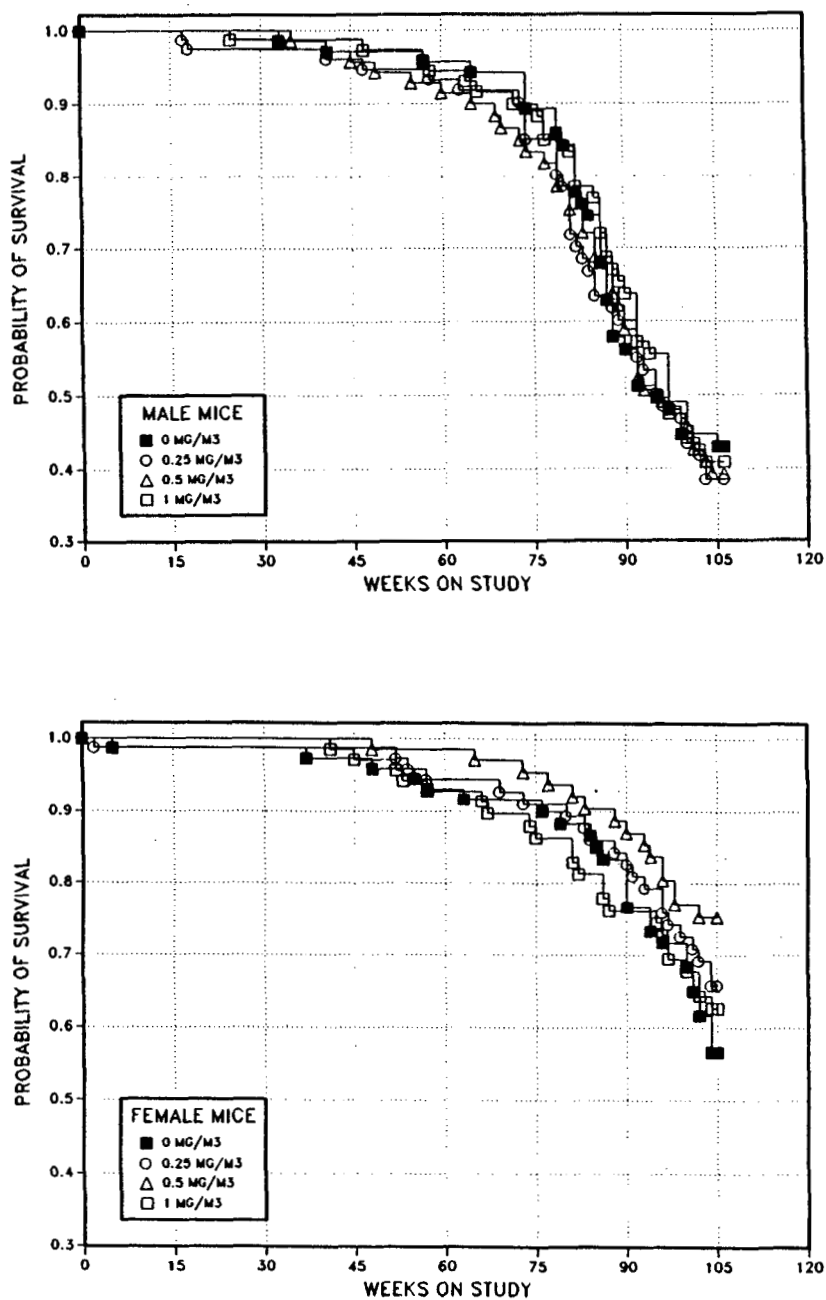 1.0
0.9
0.8
0.7
0.6
0.5
0.4
0.3
PROBABILITY OF SURVIVAL
MALE MICE
0 MG/M3
0.25 MG/M3
0.5 MG/M3
1 MG/M3
0 15 30 45 60 75 90 105 120
WEEKS ON STUDY
1.0
0.9
0.8
0.7
0.6
0.5
0.4
0.3
PROBABILITY OF SURVIVAL
FEMALE MICE
0 MG/M3
0.25 MG/M3
0.5 MG/M3
1 MG/M3
0 15 30 45 60 75 90 105 120
WEEKS ON STUDY